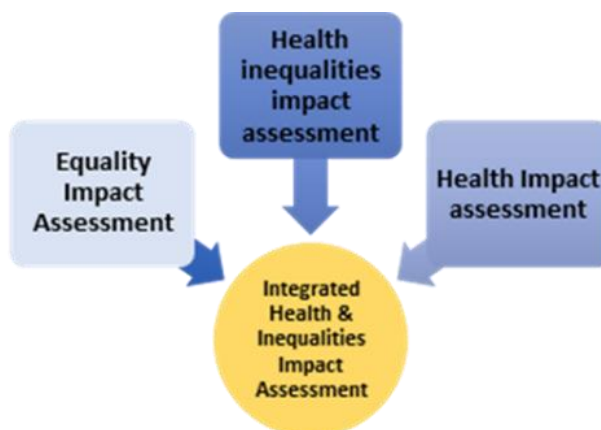 Health
inequalities
impact
assessment
Equality
Impact
Assessment
Health Impact
assessment
Integrated
Health &
Inequalities
Impact
Assessment